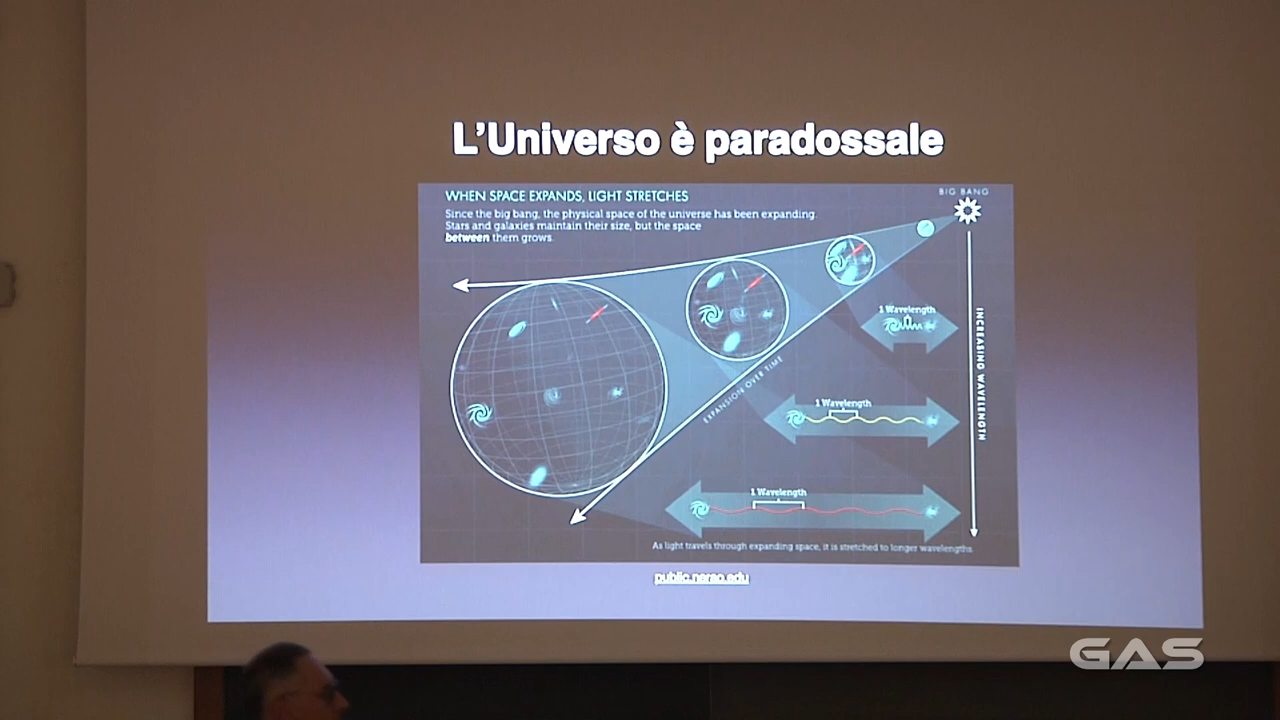 L'Universo è paradossale
WHEN SPACE EXPANDS, LIGHT STRETCHES
BIG BANG
Since the big bang, the physical space of the universe has been expanding.
Stars and galaxies maintain their size, but the space
between them grows.
1 Wavelength
INCREASING WAVELENGTH
EXPANSION OVER TIME
1 Wavelength
1 Wavelength
As light travels through expanding space, it is stretched to longer wavelengths.
public.nrao.edu
GAS